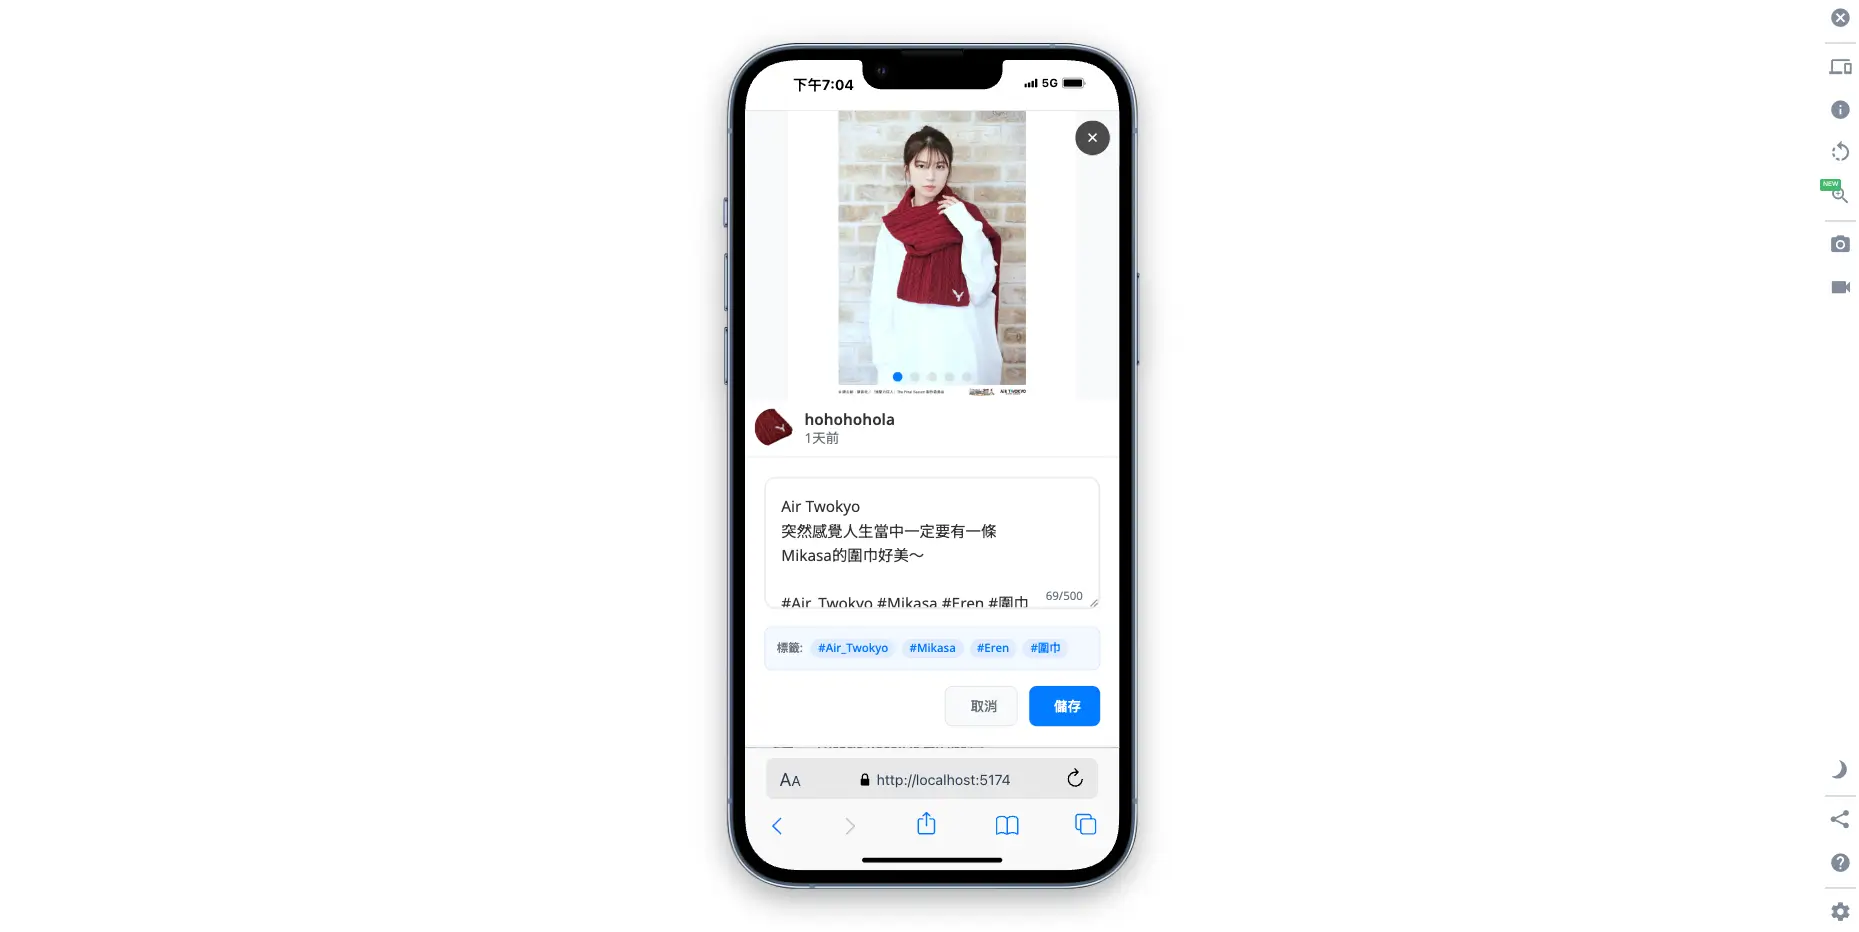 下午7:04
5G
hohohohola
1天前
Air Twokyo
突然感覺人生當中一定要有一條
Mikasa的圍巾好美～
#Air_Twokyo #Mikasa #Eren #圍巾
69/500
標籤: #Air_Twokyo #Mikasa #Eren #圍巾
取消
儲存
AA http://localhost:5174
NEW